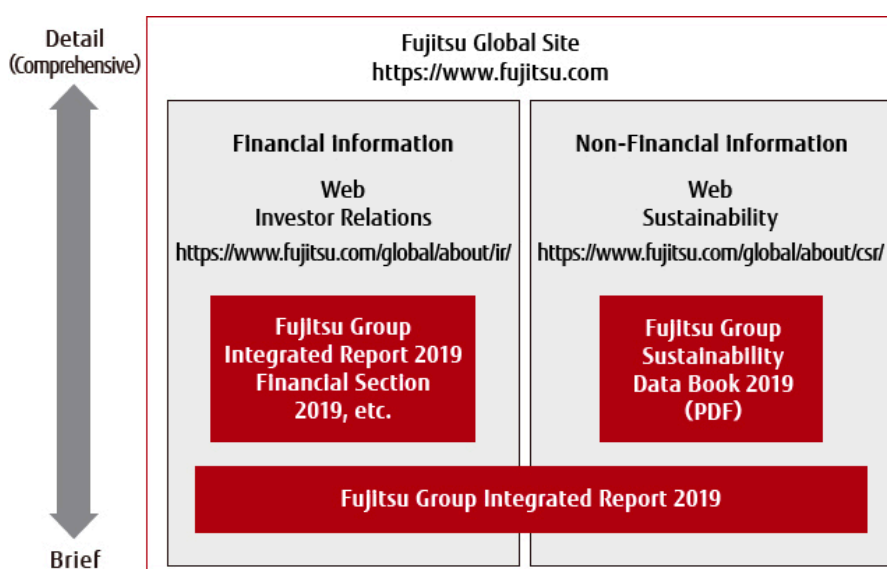 Detail
(Comprehensive)
Brief
Fujitsu Global Site
https://www.fujitsu.com
Financial Information
Web
Investor Relations
https://www.fujitsu.com/global/about/ir/
Fujitsu Group
Integrated Report 2019
Financial Section
2019, etc.
Non-Financial Information
Web
Sustainability
https://www.fujitsu.com/global/about/csr/
Fujitsu Group
Sustainability
Data Book 2019
(PDF)
Fujitsu Group Integrated Report 2019